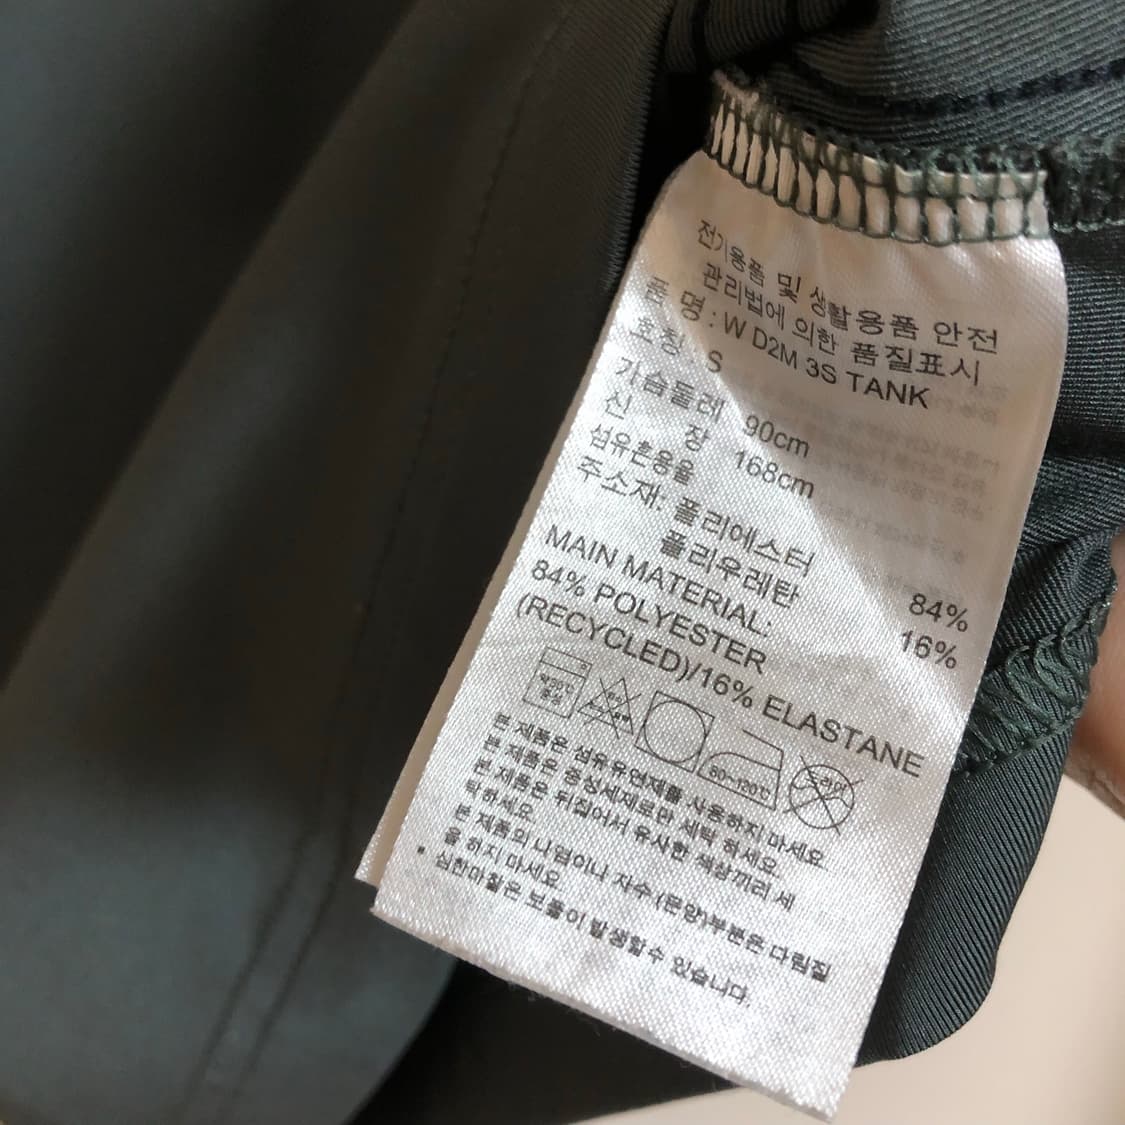 전기용품 및 생활용품 안전
관리법에 의한 품질표시
품 명 : W D2M 3S TANK
호칭 : S
가슴둘레 90cm
신 장 168cm
섬유혼용율
주소재: 폴리에스터 84%
폴리우레탄 16%
MAIN MATERIAL:
84% POLYESTER
(RECYCLED)/16% ELASTANE
80~120℃
드라이
본 제품은 섬유유연제를 사용하지 마세요.
본 제품은 중성세제로만 세탁 하세요.
본 제품은 뒤집어서 유사한 색상끼리 세
탁하세요.
본 제품의 나염이나 자수(문양)부분은 다림질
을 하지 마세요.
• 심한마찰은 보풀이 발생할수 있습니다.